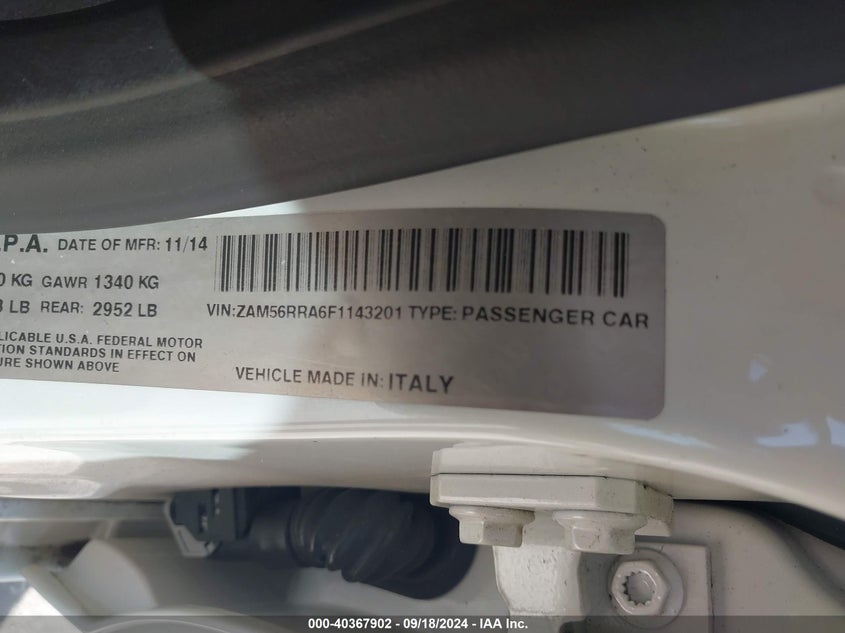 .P.A. DATE OF MFR: 11/14
0 KG GAWR 1340 KG
LB REAR: 2952 LB
VIN:ZAM56RRA6F1143201 TYPE: PASSENGER CAR
LICABLE U.S.A. FEDERAL MOTOR
TION STANDARDS IN EFFECT ON
URE SHOWN ABOVE
VEHICLE MADE IN: ITALY
000-40367902 - 09/18/2024 - IAA Inc.